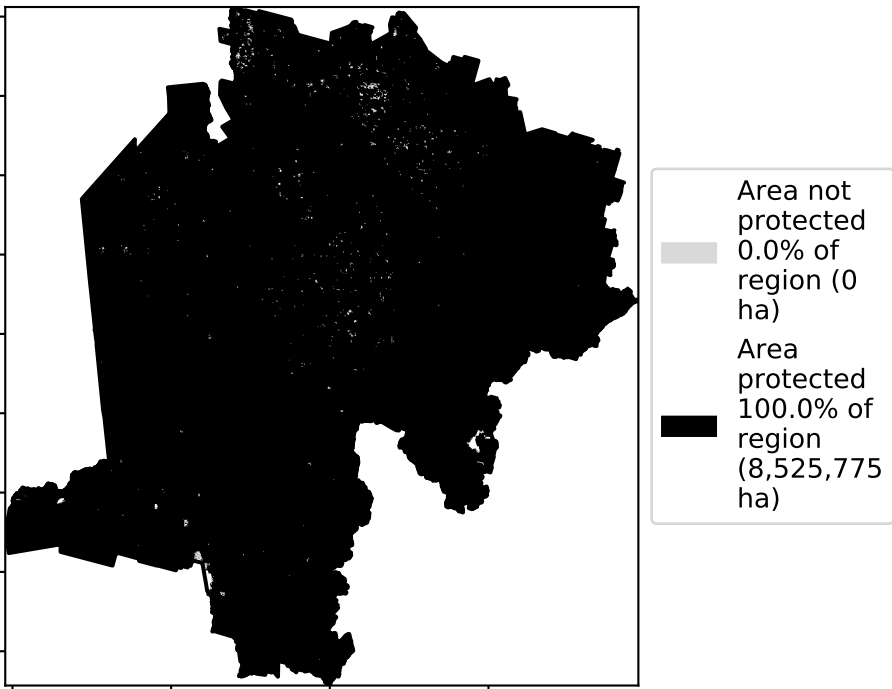 Area not
protected
0.0% of
region (0
ha)
Area
protected
100.0% of
region
(8,525,775
ha)